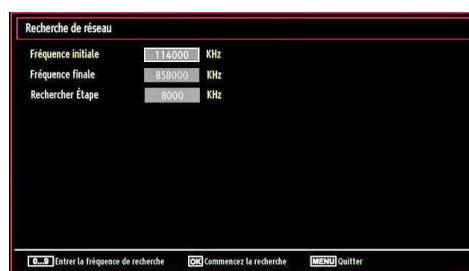 Recherche de réseau
Fréquence initiale 114000 KHz
Fréquence finale 858000 KHz
Rechercher Étape 8000 KHz
0...9 Entrer la fréquence de recherche OK Commencez la recherche MENU Quitter